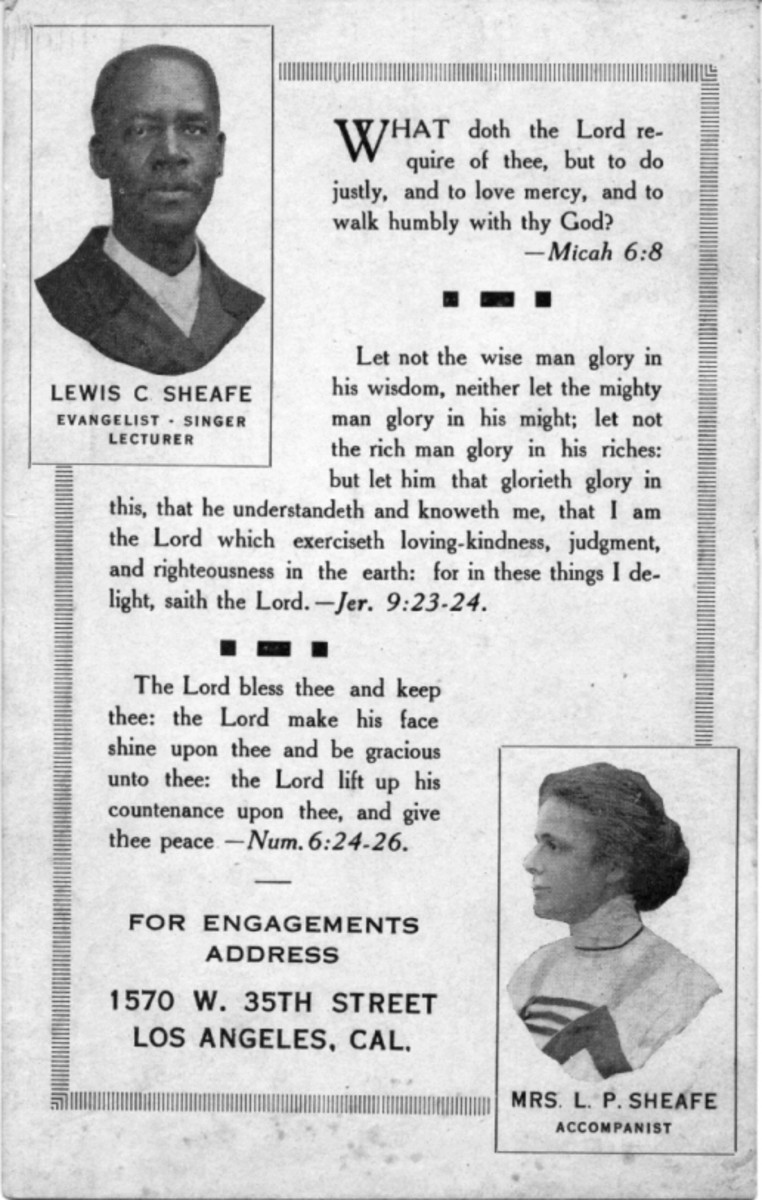 WHAT doth the Lord re-
quire of thee, but to do
justly, and to love mercy, and to
walk humbly with thy God?
—Micah 6:8
LEWIS C. SHEAFE
EVANGELIST - SINGER
LECTURER
Let not the wise man glory in
his wisdom, neither let the mighty
man glory in his might; let not
the rich man glory in his riches:
but let him that glorieth glory in
this, that he understandeth and knoweth me, that I am
the Lord which exerciseth loving-kindness, judgment,
and righteousness in the earth: for in these things I de-
light, saith the Lord.—Jer. 9:23-24.
The Lord bless thee and keep
thee: the Lord make his face
shine upon thee and be gracious
unto thee: the Lord lift up his
countenance upon thee, and give
thee peace —Num. 6:24-26.
FOR ENGAGEMENTS
ADDRESS
1570 W. 35TH STREET
LOS ANGELES, CAL.
MRS. L. P. SHEAFE
ACCOMPANIST